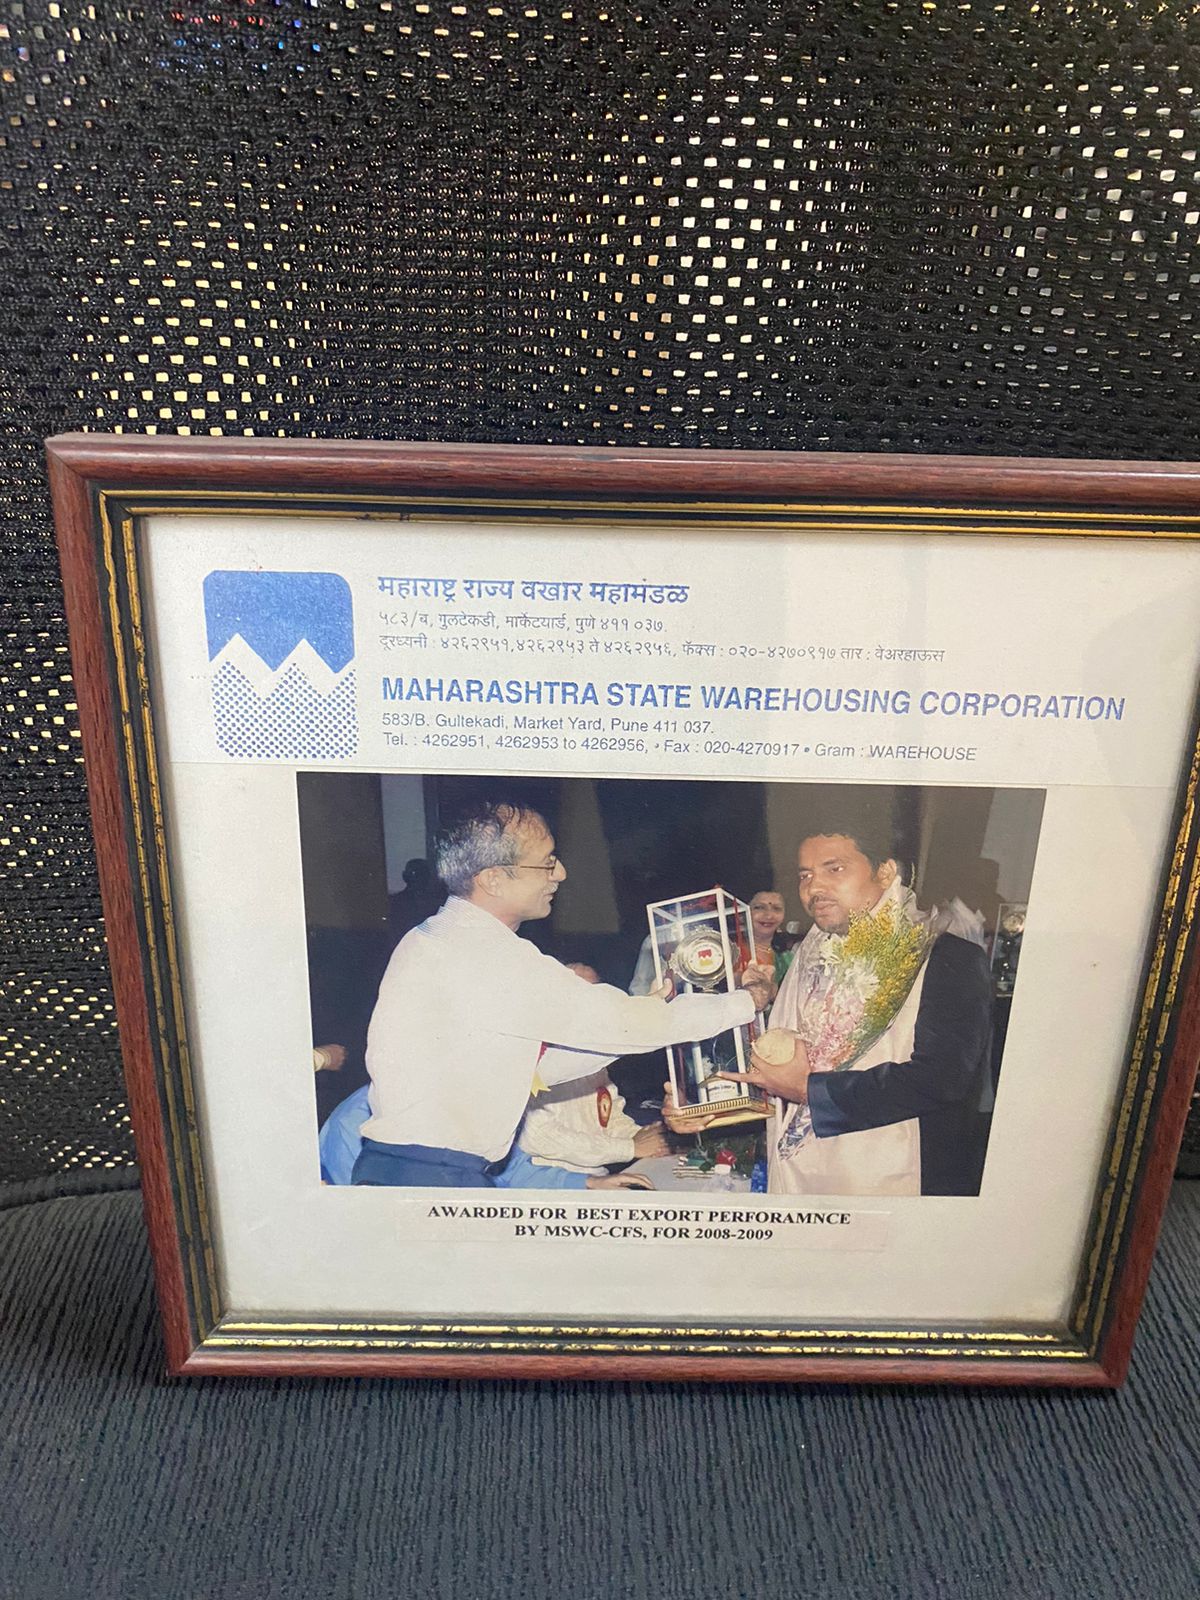 महाराष्ट्र राज्य वखार महामंडळ
५८३/ब, गुलटेकडी, मार्केटयार्ड, पुणे ४११ ०३७.
दूरध्वनी : ४२६२९५१,४२६२९५३ ते ४२६२९५६, फॅक्स : ०२०-४२७०९१७ तार : वेअरहाऊस
MAHARASHTRA STATE WAREHOUSING CORPORATION
583/B. Gultekadi, Market Yard, Pune 411 037.
Tel. : 4262951, 4262953 to 4262956, • Fax : 020-4270917 • Gram : WAREHOUSE
AWARDED FOR BEST EXPORT PERFORAMNCE
BY MSWC-CFS, FOR 2008-2009